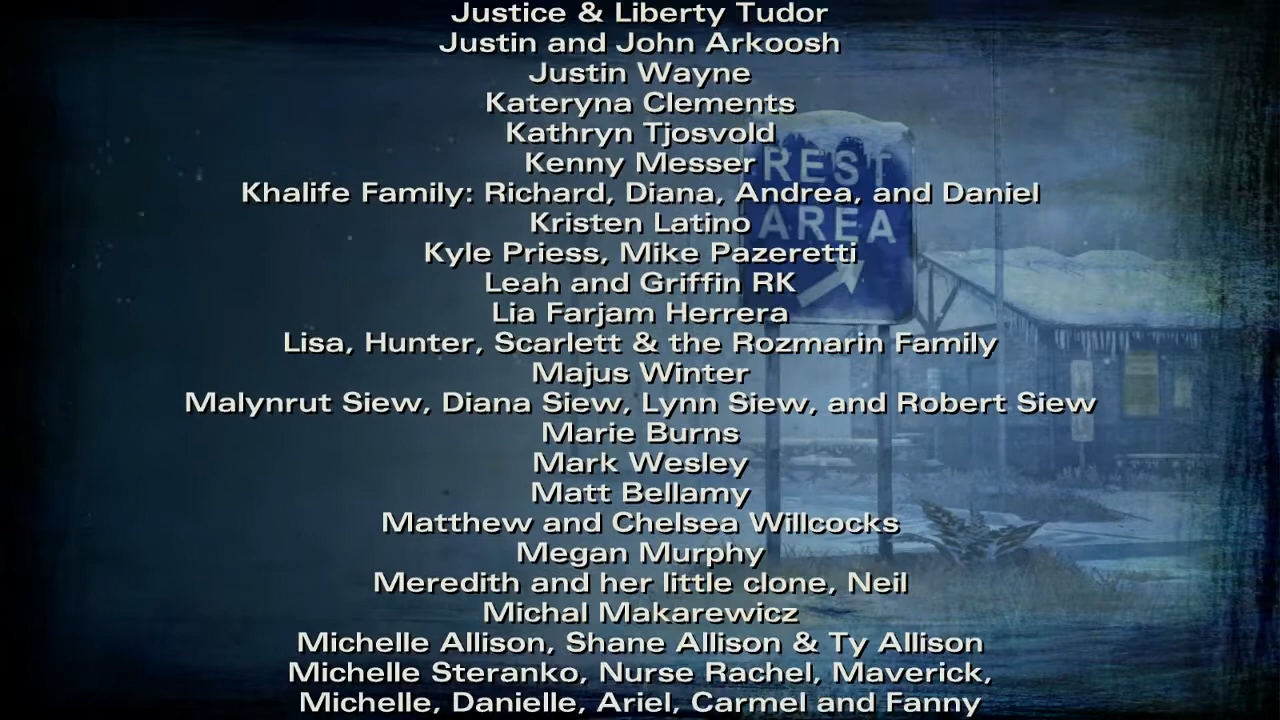 Justice & Liberty Tudor
Justin and John Arkoosh
Justin Wayne
Kateryna Clements
Kathryn Tjosvold
Kenny Messer
REST
Khalife Family: Richard, Diana, Andrea, and Daniel
Kristen Latino
AREA
Kyle Priess, Mike Pazeretti
Leah and Griffin RK
Lia Farjam Herrera
Lisa, Hunter, Scarlett & the Rozmarin Family
Majus Winter
Malynrut Siew, Diana Siew, Lynn Siew, and Robert Siew
Marie Burns
Mark Wesley
Matt Bellamy
Matthew and Chelsea Willcocks
Megan Murphy
Meredith and her little clone, Neil
Michal Makarewicz
Michelle Allison, Shane Allison & Ty Allison
Michelle Steranko, Nurse Rachel, Maverick,
Michelle, Danielle, Ariel, Carmel and Fanny